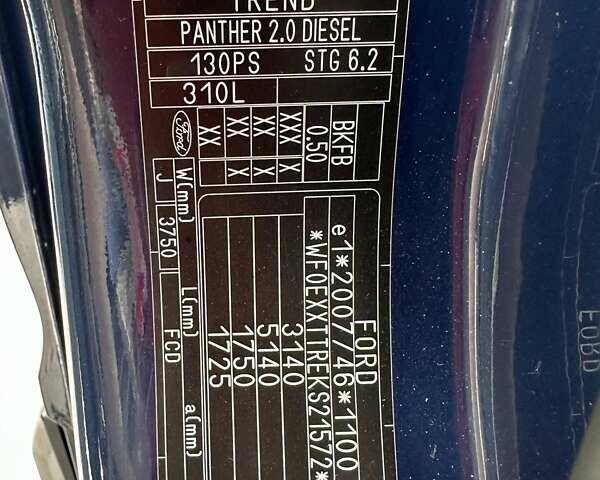 TREND
PANTHER 2.0 DIESEL
130PS STG 6.2
310L
BKFB
0.50
XXX X
XX X
XX X
XX
Ford
W(mm) L(mm) a(mm)
J 3750 FCD
FORD
e1*2007/46*1100
3140
5140
1750
1725
EOBD